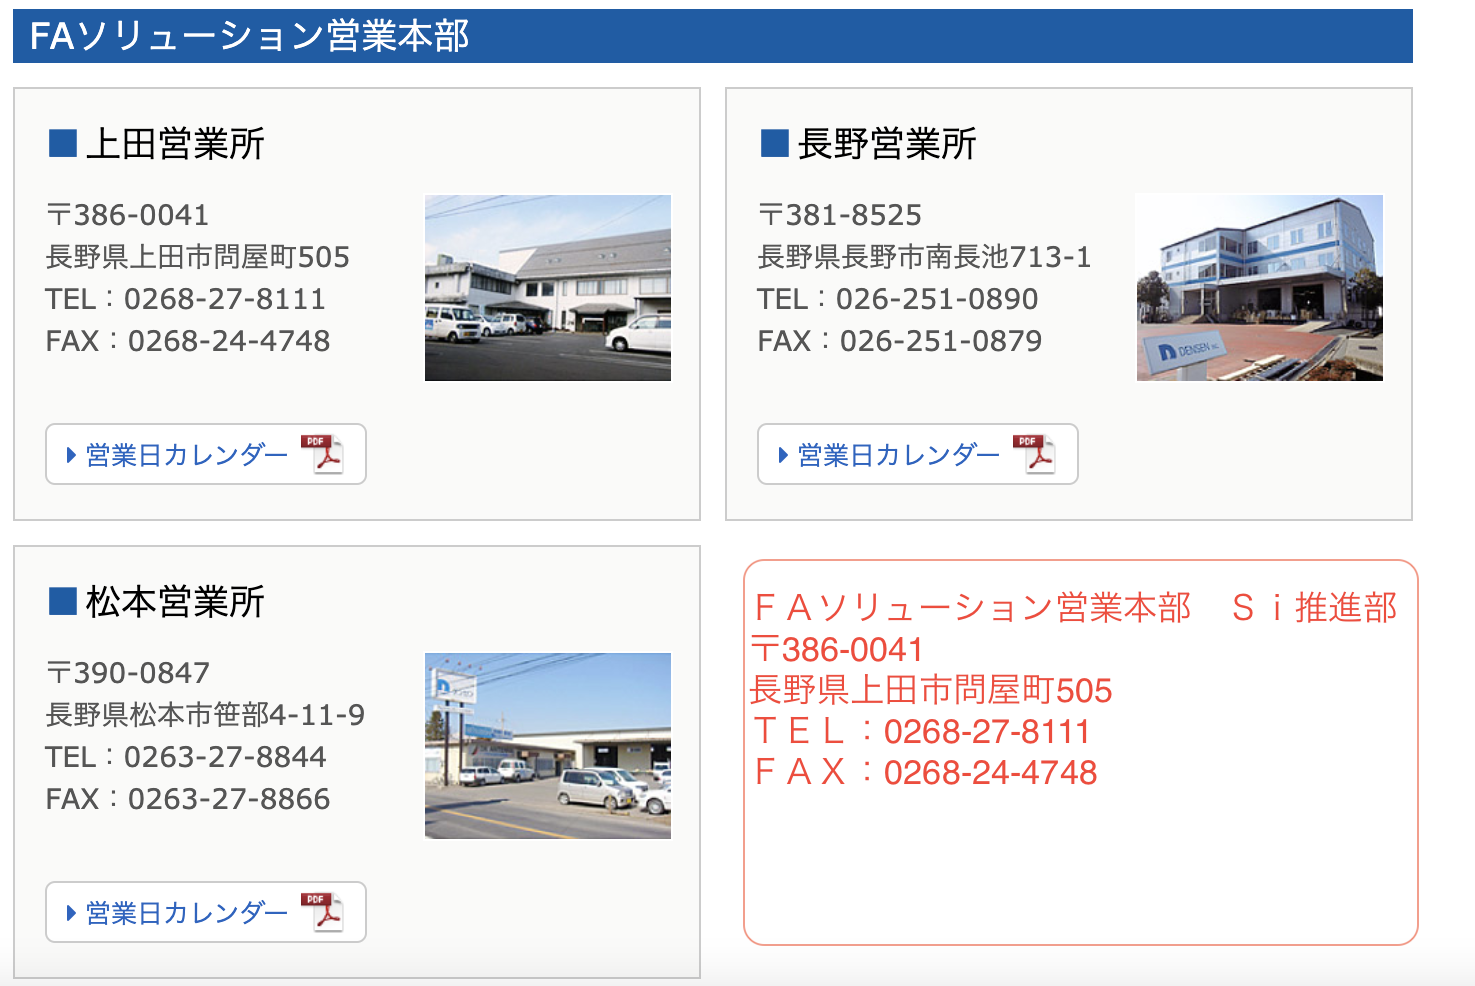 FAソリューション営業本部
■上田営業所
〒386-0041
長野県上田市問屋町505
TEL：0268-27-8111
FAX：0268-24-4748
営業日カレンダー PDF
■長野営業所
〒381-8525
長野県長野市南長池713-1
TEL：026-251-0890
FAX：026-251-0879
DENSEN INC.
営業日カレンダー PDF
■松本営業所
〒390-0847
長野県松本市笹部4-11-9
TEL：0263-27-8844
FAX：0263-27-8866
営業日カレンダー PDF
ＦＡソリューション営業本部　Ｓｉ推進部
〒386-0041
長野県上田市問屋町505
ＴＥＬ：0268-27-8111
ＦＡＸ：0268-24-4748